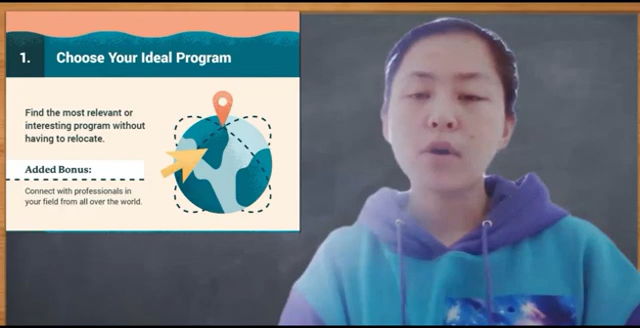 1. Choose Your Ideal Program
Find the most relevant or
interesting program without
having to relocate.
Added Bonus:
Connect with professionals in
your field from all over the world.